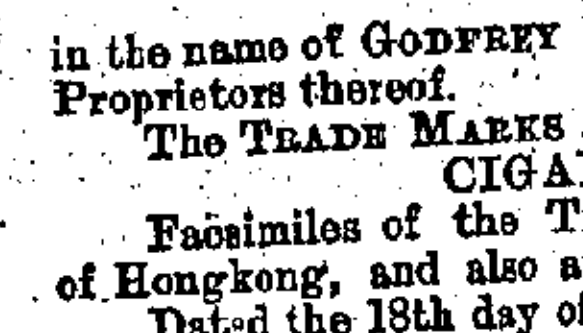 in the name of GODFREY
Proprietors thereof.
The TRADE MARKS
CIGA
Facsimiles of the T
of Hongkong, and also a
Dated the 18th day of